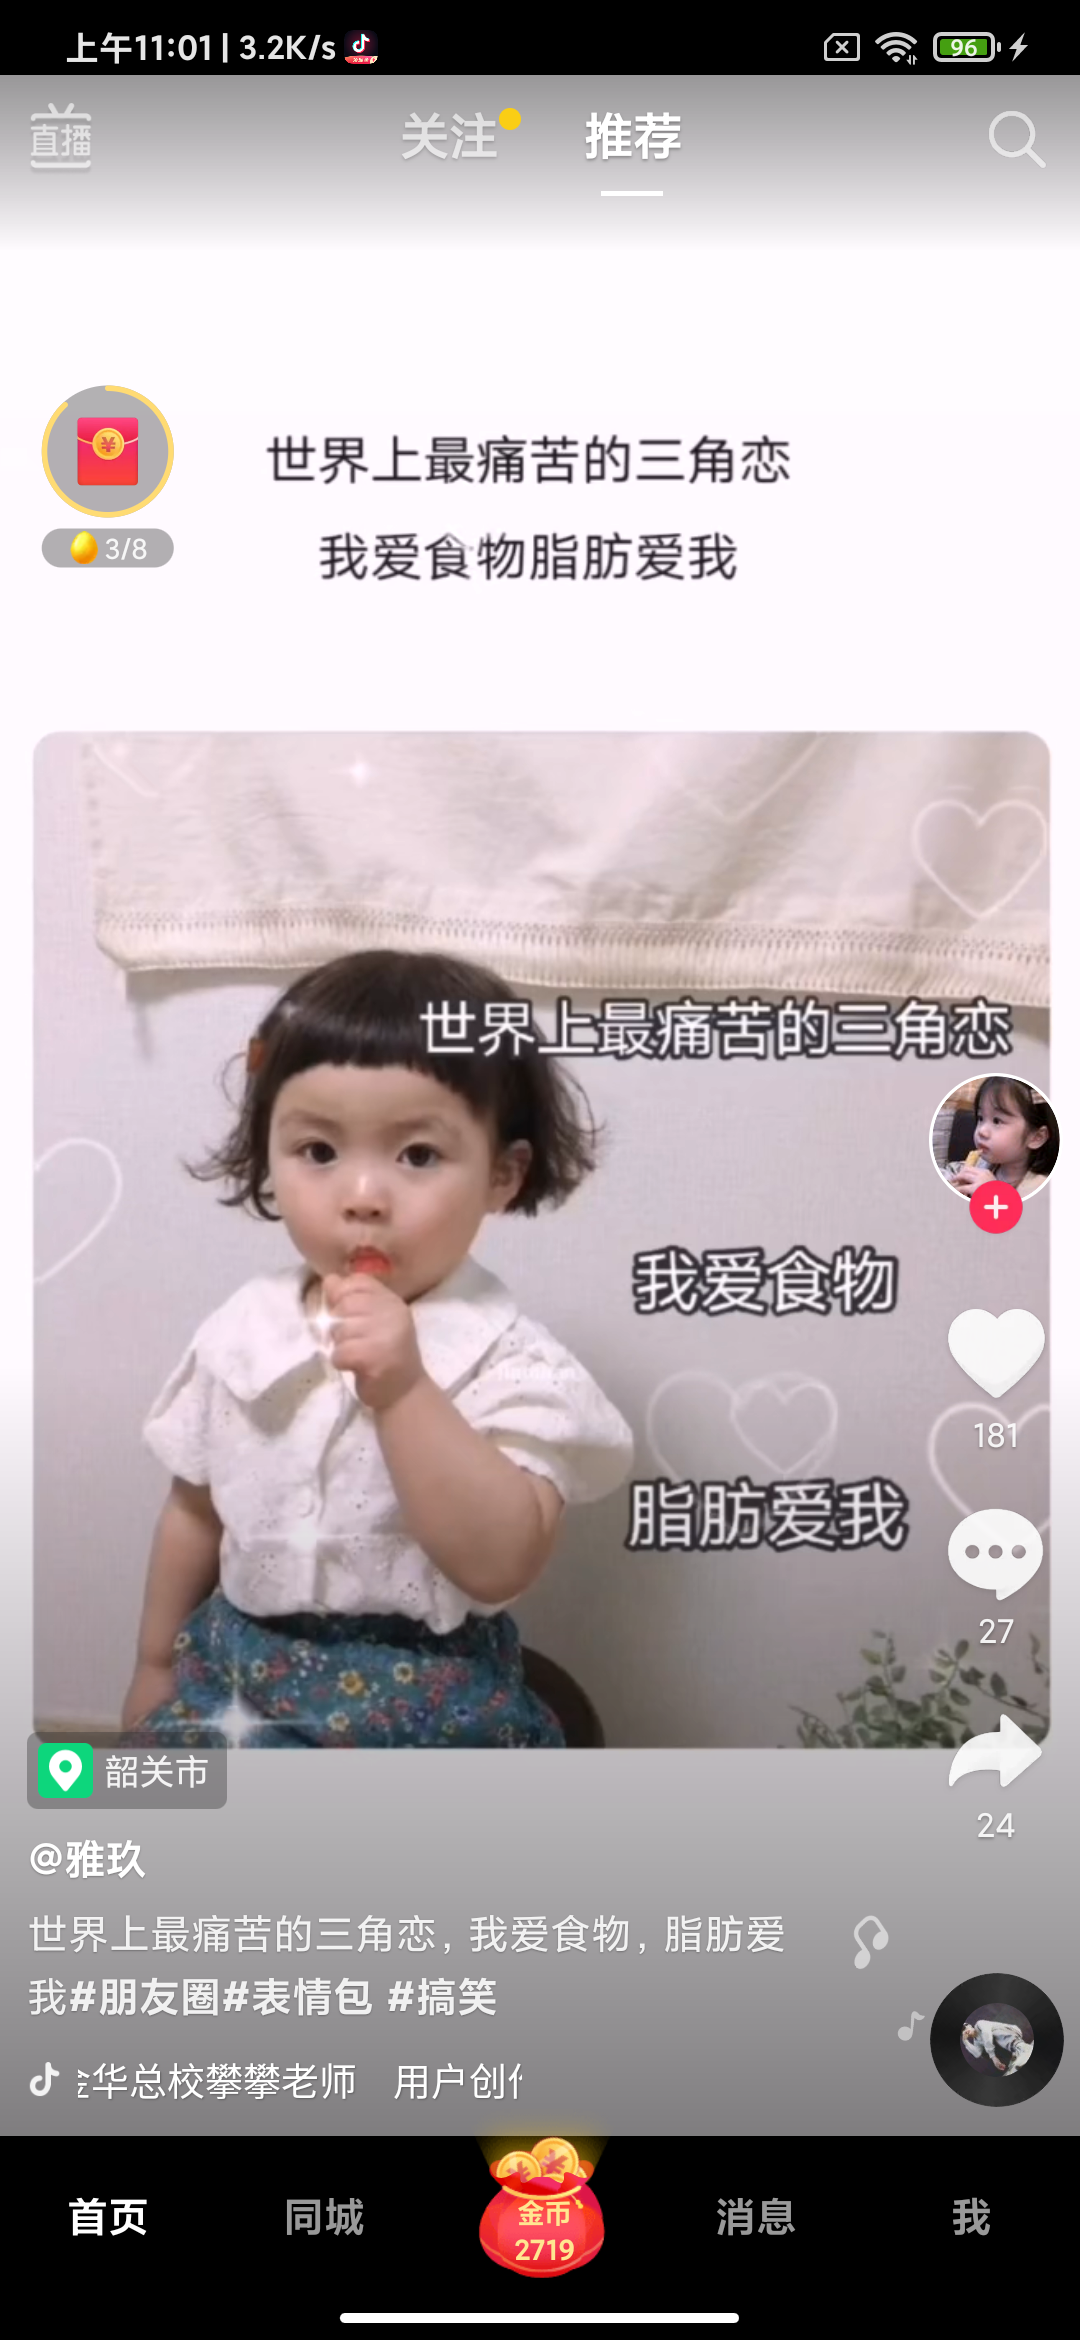 上午11:01 | 3.2K/s
96
直播
关注
推荐
世界上最痛苦的三角恋
3/8
我爱食物脂肪爱我
世界上最痛苦的三角恋
我爱食物
181
脂肪爱我
27
韶关市
24
@雅玖
世界上最痛苦的三角恋，我爱食物，脂肪爱
我#朋友圈#表情包 #搞笑
华总校攀攀老师 用户创
首页
同城
金币
2719
消息
我